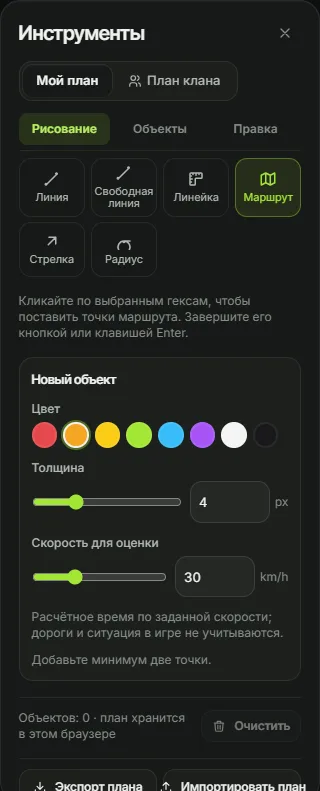 Инструменты
Мой план
План клана
Рисование
Объекты
Правка
Линия
Свободная
линия
Линейка
Маршрут
Стрелка
Радиус
Кликайте по выбранным гексам, чтобы
поставить точки маршрута. Завершите его
кнопкой или клавишей Enter.
Новый объект
Цвет
Толщина
4 px
Скорость для оценки
30 km/h
Расчётное время по заданной скорости;
дороги и ситуация в игре не учитываются.
Добавьте минимум две точки.
Объектов: 0 · план хранится
в этом браузере
Очистить
Экспорт плана
Импортировать план